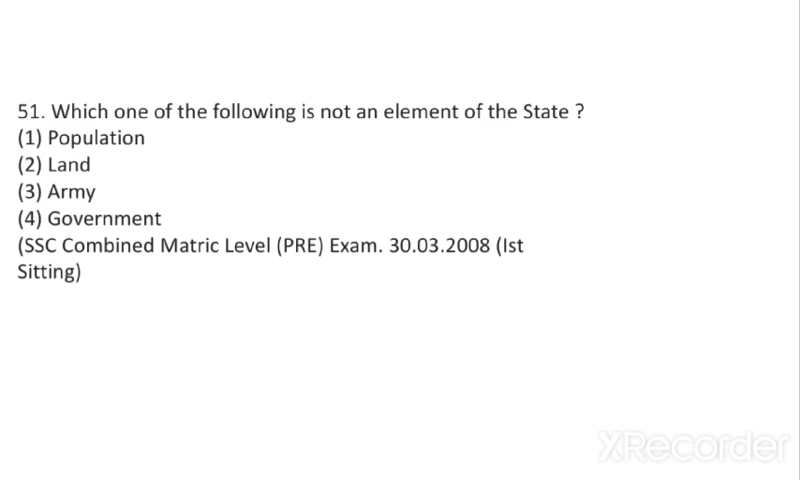 51. Which one of the following is not an element of the State ?
(1) Population
(2) Land
(3) Army
(4) Government
(SSC Combined Matric Level (PRE) Exam. 30.03.2008 (Ist
Sitting)
XRecorder